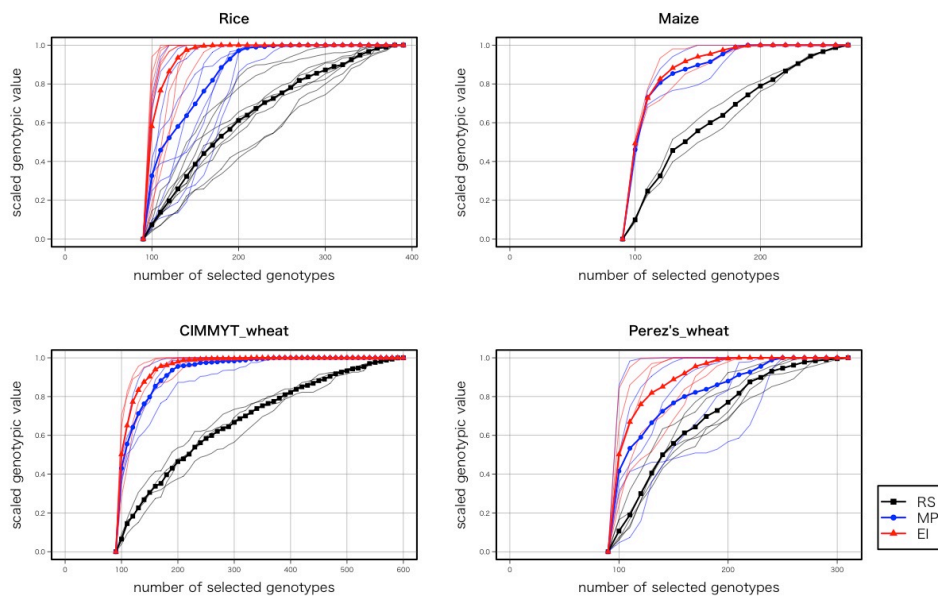 Rice
1.0
0.8
0.6
0.4
0.2
0.0
scaled genotypic value
0 100 200 300 400
number of selected genotypes
Maize
1.0
0.8
0.6
0.4
0.2
0.0
scaled genotypic value
0 100 200
number of selected genotypes
CIMMYT_wheat
1.0
0.8
0.6
0.4
0.2
0.0
scaled genotypic value
0 100 200 300 400 500 600
number of selected genotypes
Perez's_wheat
1.0
0.8
0.6
0.4
0.2
0.0
scaled genotypic value
0 100 200 300
number of selected genotypes
RS
MP
EI